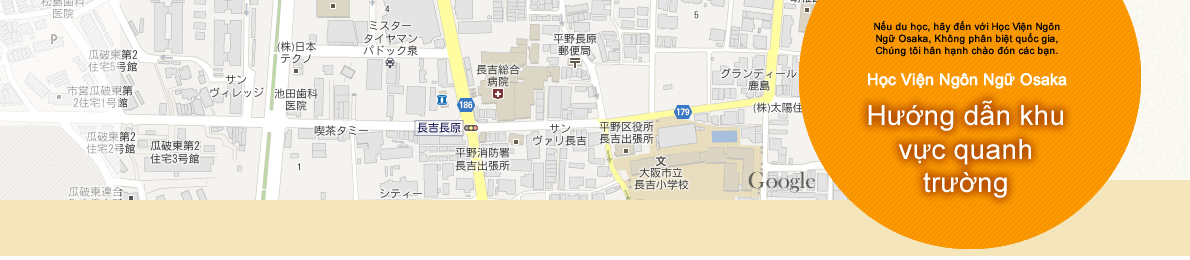 松島歯科
医院
P
瓜破東第2
住宅5号館
市営瓜破東第
2住宅1号館
瓜破東第2
住宅3号館
瓜破東連合
サン
ヴィレッジ
(株)日本
テクノ
池田歯科
医院
喫茶タミー
1
4
ミスター
タイヤマン
パドック泉
シティー
長吉総合
病院
186
長吉長原
平野消防署
長吉出張所
平野長原
郵便局
サン
ヴァリ長吉
平野区役所
長吉出張所
文
大阪市立
長吉小学校
179
グランディール
鹿島
(株)太陽住
Google
Nếu du học, hãy đến với Học Viện Ngôn
Ngữ Osaka, Không phân biệt quốc gia,
Chúng tôi hân hạnh chào đón các bạn.
Học Viện Ngôn Ngữ Osaka
Hướng dẫn khu
vực quanh
trường